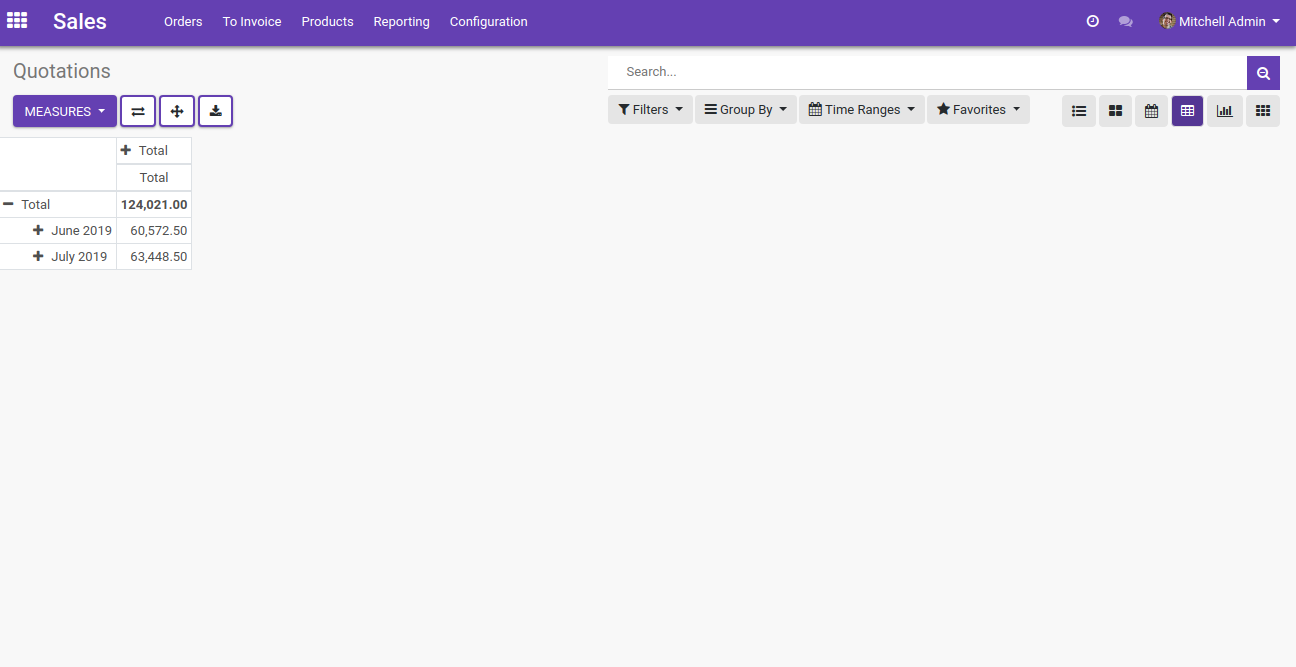 Sales Orders To Invoice Products Reporting Configuration Mitchell Admin
Quotations
Search...
MEASURES
Filters Group By Time Ranges Favorites
Total
Total
Total 124,021.00
June 2019 60,572.50
July 2019 63,448.50